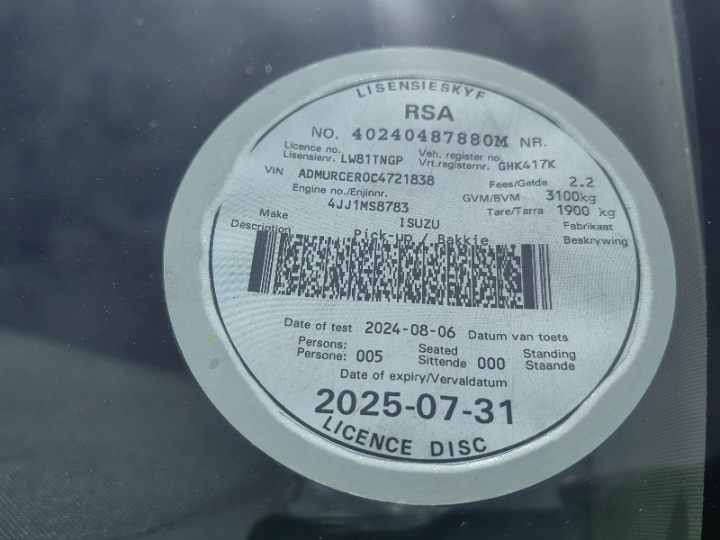 LISENSIESKYF
RSA
NO. 40240487880M NR.
Licence no. Veh. register no.
Lisensienr. LW81TNGP Vrt.registernr. GHK417K
VIN ADMURCER0C4721838 Fees/Gelde 2.2
Engine no./Enjinnr. GVM/BVM 3100kg
4JJ1MS8783 Tare/Tarra 1900 kg
Make ISUZU Fabrikaat
Description Pick-up / Bakkie Beskrywing
Date of test 2024-08-06 Datum van toets
Persons: Seated Standing
Persone: 005 Sittende 000 Staande
Date of expiry/Vervaldatum
2025-07-31
LICENCE DISC